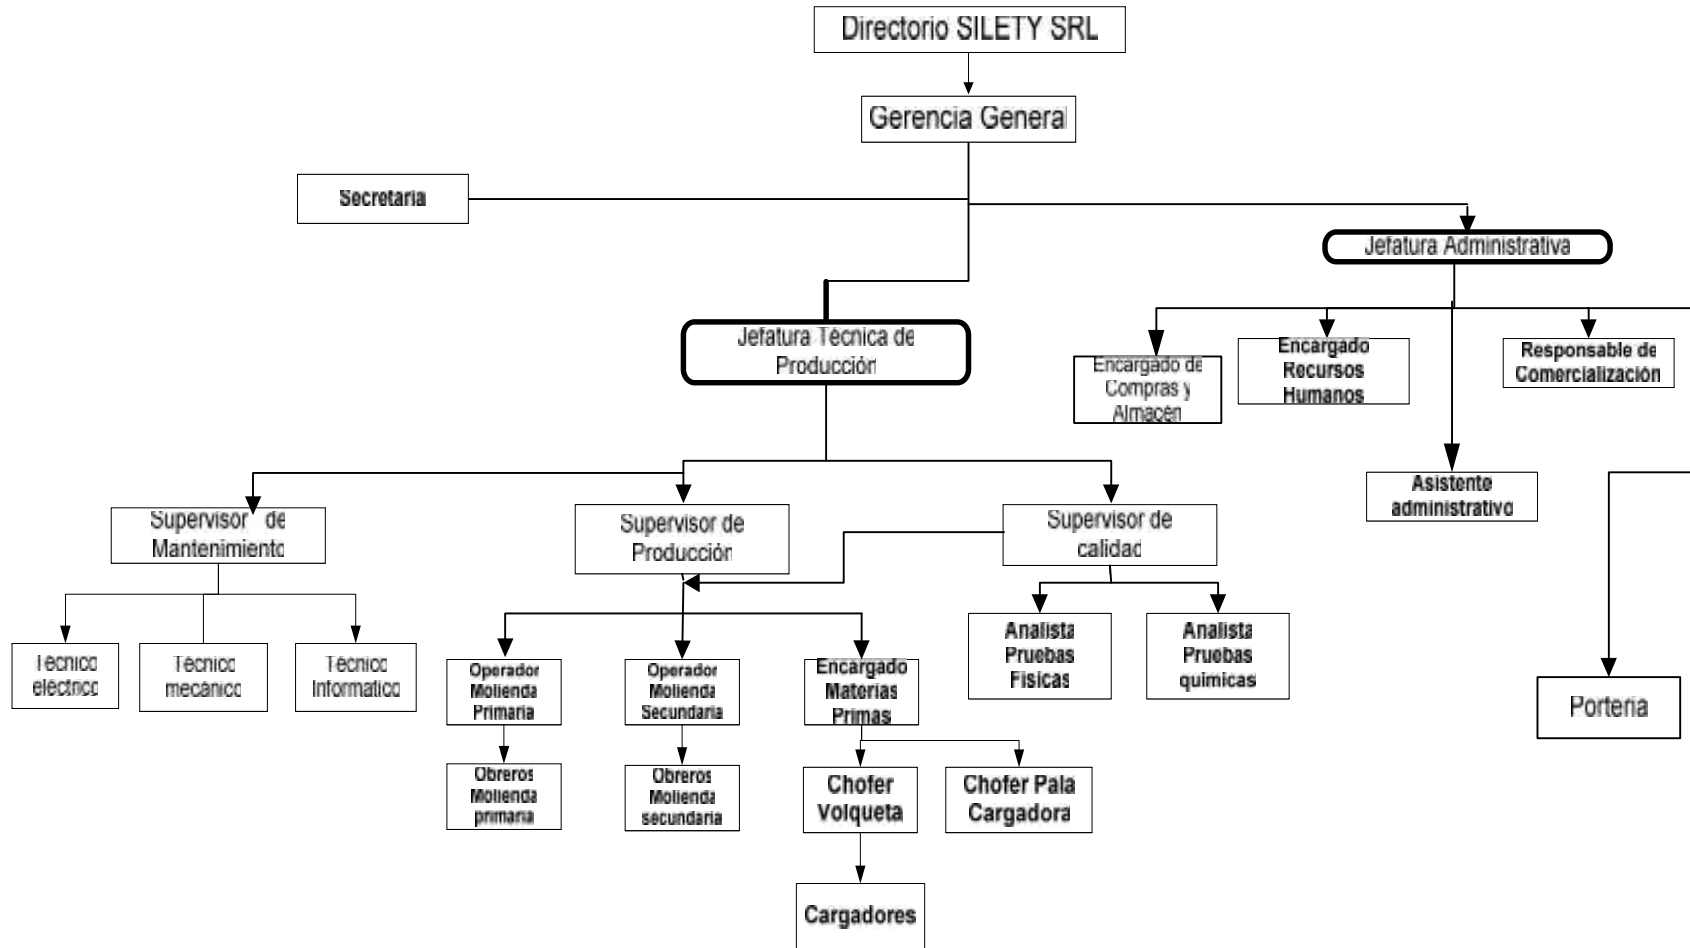 Directorio SILETY SRL
Gerencia General
Secretaria
Jefatura Administrativa
Jefatura Técnica de
Producción
Encargado de
Compras y
Almacén
Encargado
Recursos
Humanos
Responsable de
Comercialización
Asistente
administrativo
Supervisor de
Mantenimiento
Supervisor de
Producción
Supervisor de
calidad
Técnico
eléctrico
Técnico
mecánico
Técnico
Informatico
Operador
Molienda
Primaria
Operador
Molienda
Secundaria
Encargado
Materias
Primas
Analista
Pruebas
Físicas
Analista
Pruebas
químicas
Portería
Obreros
Molienda
primaria
Obreros
Molienda
secundaria
Chofer
Volqueta
Chofer Pala
Cargadora
Cargadores